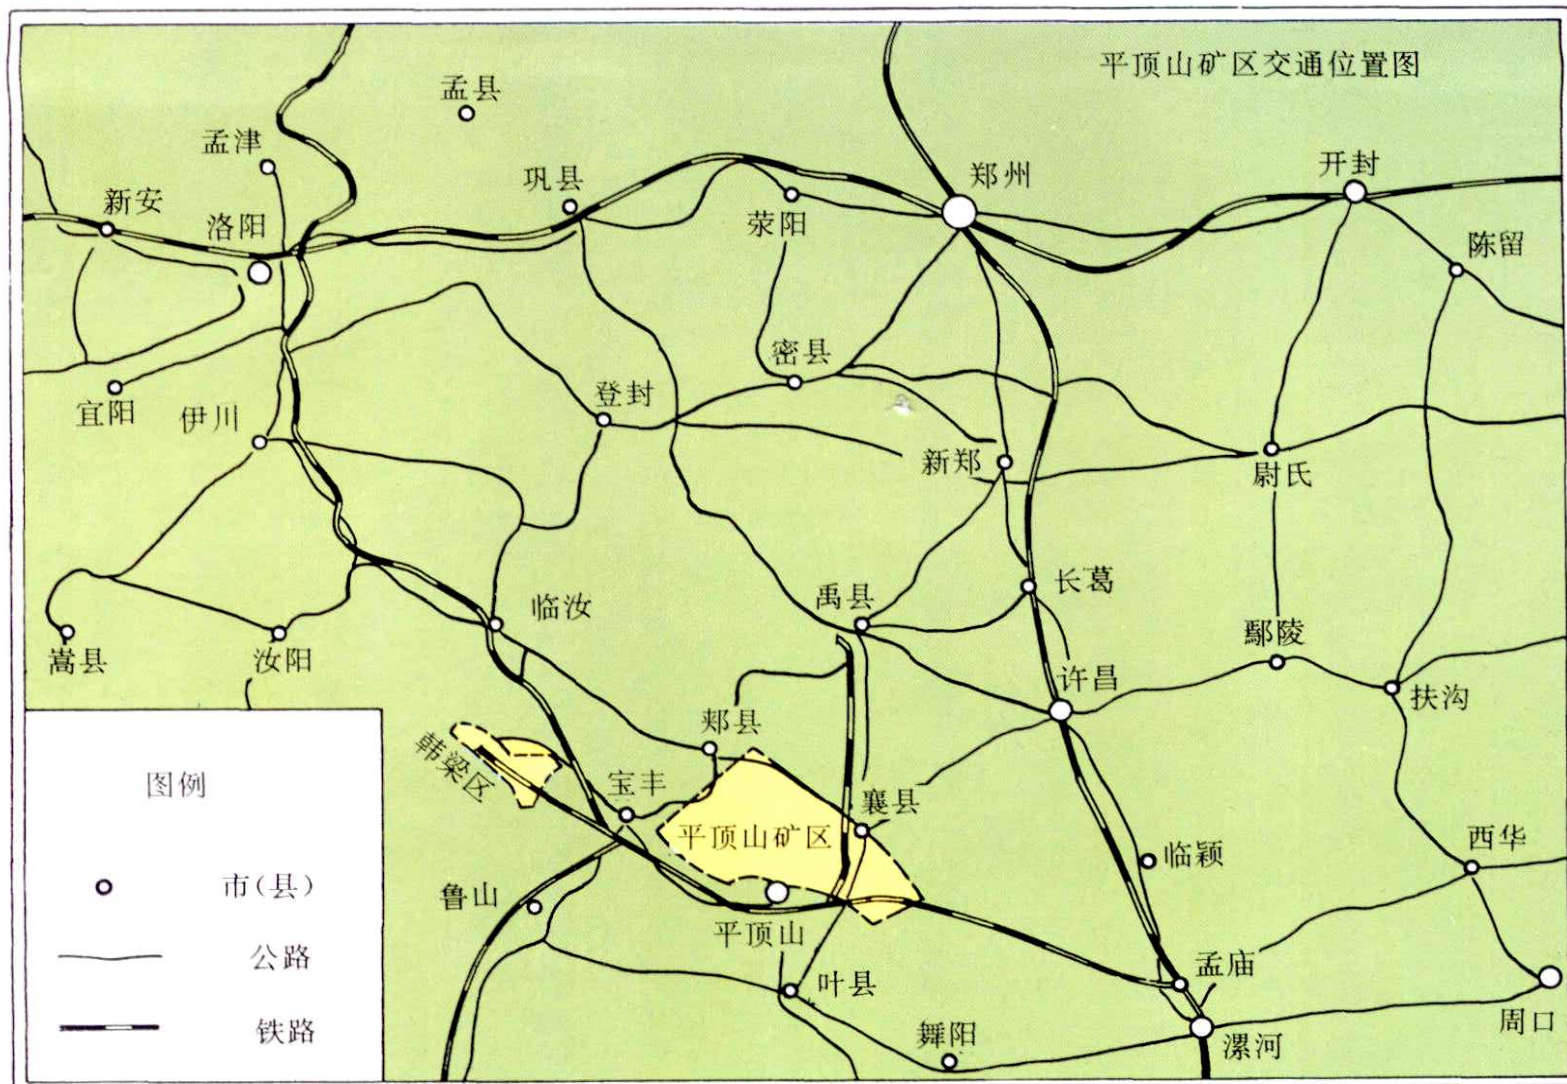 平顶山矿区交通位置图
孟县
孟津
新安
洛阳
巩县
荥阳
郑州
开封
陈留
宜阳
伊川
登封
密县
新郑
尉氏
嵩县
汝阳
临汝
禹县
长葛
鄢陵
扶沟
许昌
韩梁区
郏县
宝丰
襄县
平顶山矿区
临颖
西华
鲁山
平顶山
叶县
舞阳
孟庙
漯河
周口
图例
市(县)
公路
铁路